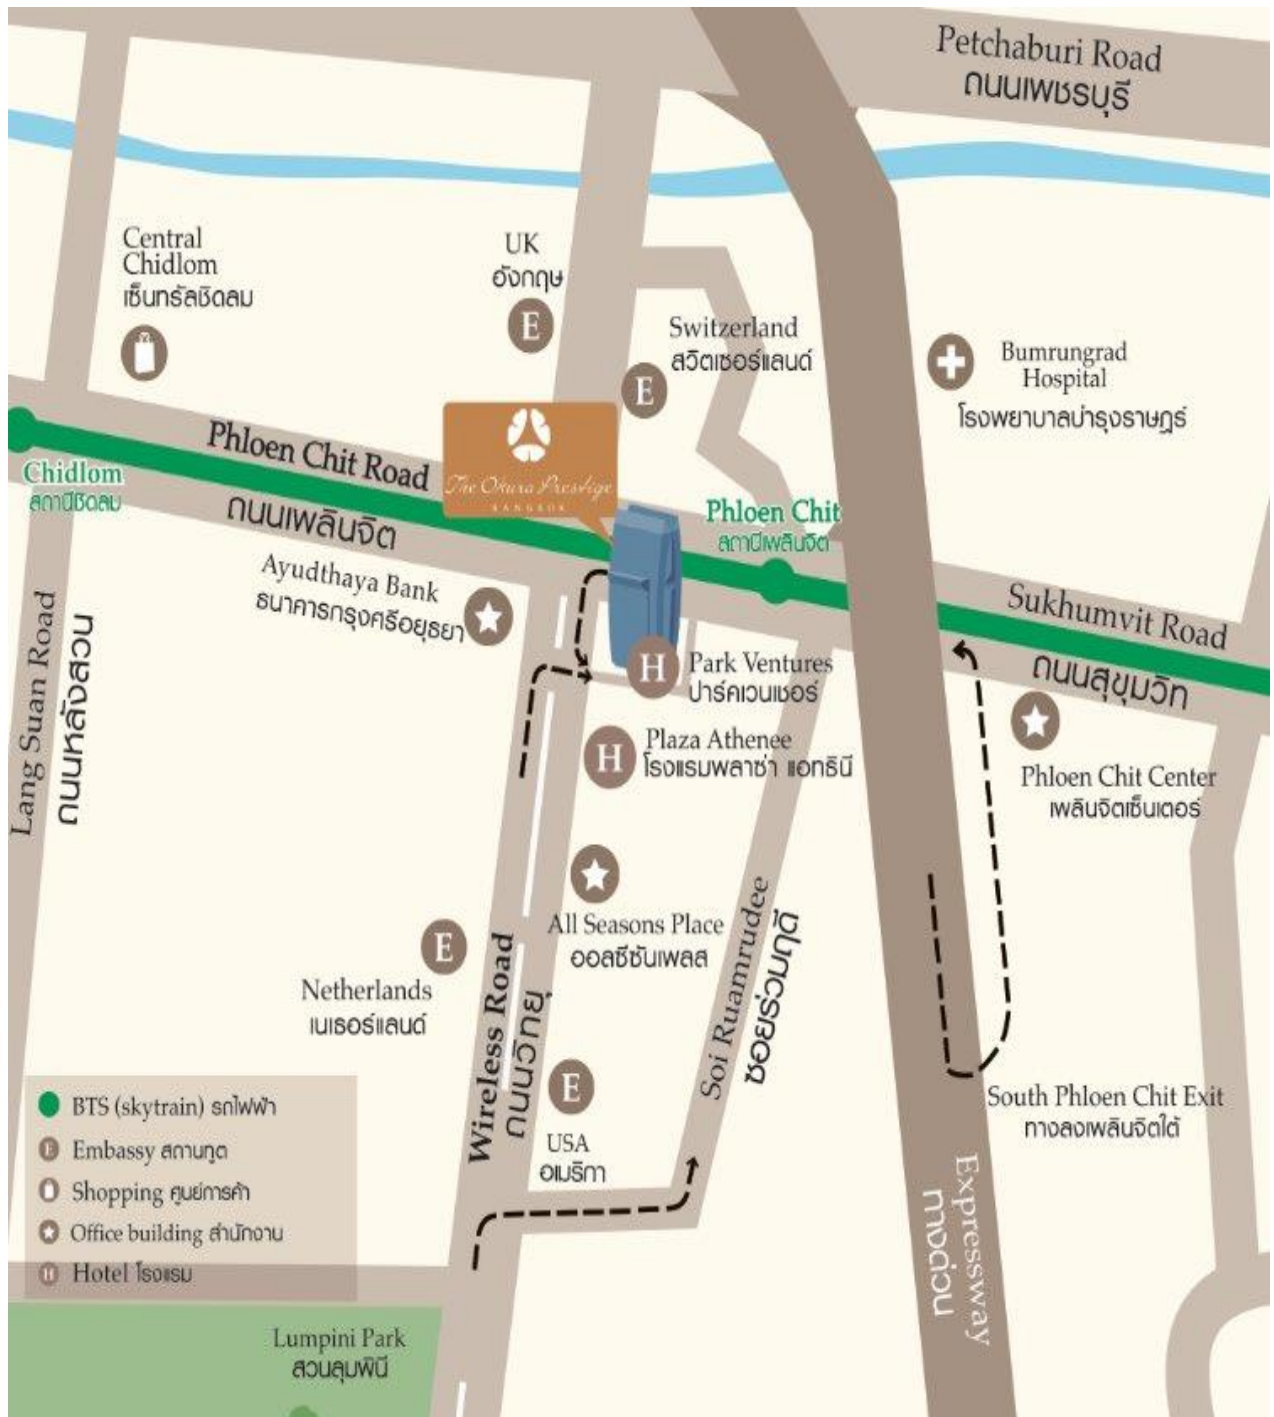 Petchaburi Road
ถนนเพชรบุรี
Central
Chidlom
เซ็นทรัลชิดลม
UK
อังกฤษ
E
Switzerland
สวิตเซอร์แลนด์
E
Bumrungrad
Hospital
โรงพยาบาลบำรุงราษฎร์
The Okura Prestige
BANGKOK
Phloen Chit Road
ถนนเพลินจิต
Chidlom
สถานีชิดลม
Phloen Chit
สถานีเพลินจิต
Ayudthaya Bank
ธนาคารกรุงศรีอยุธยา
Sukhumvit Road
ถนนสุขุมวิท
H
Park Ventures
ปาร์คเวนเชอร์
H
Plaza Athenee
โรงแรมพลาซ่า แอทธินี
Phloen Chit Center
เพลินจิตเซ็นเตอร์
Lang Suan Road
ถนนหลังสวน
All Seasons Place
ออลซีซันเพลส
E
Netherlands
เนเธอร์แลนด์
Wireless Road
ถนนวิทยุ
Soi Ruamrudee
ซอยร่วมฤดี
E
USA
อเมริกา
South Phloen Chit Exit
ทางลงเพลินจิตใต้
Expressway
ทางด่วน
BTS (skytrain) รถไฟฟ้า
E Embassy สถานทูต
Shopping ศูนย์การค้า
Office building สำนักงาน
H Hotel โรงแรม
Lumpini Park
สวนลุมพินี